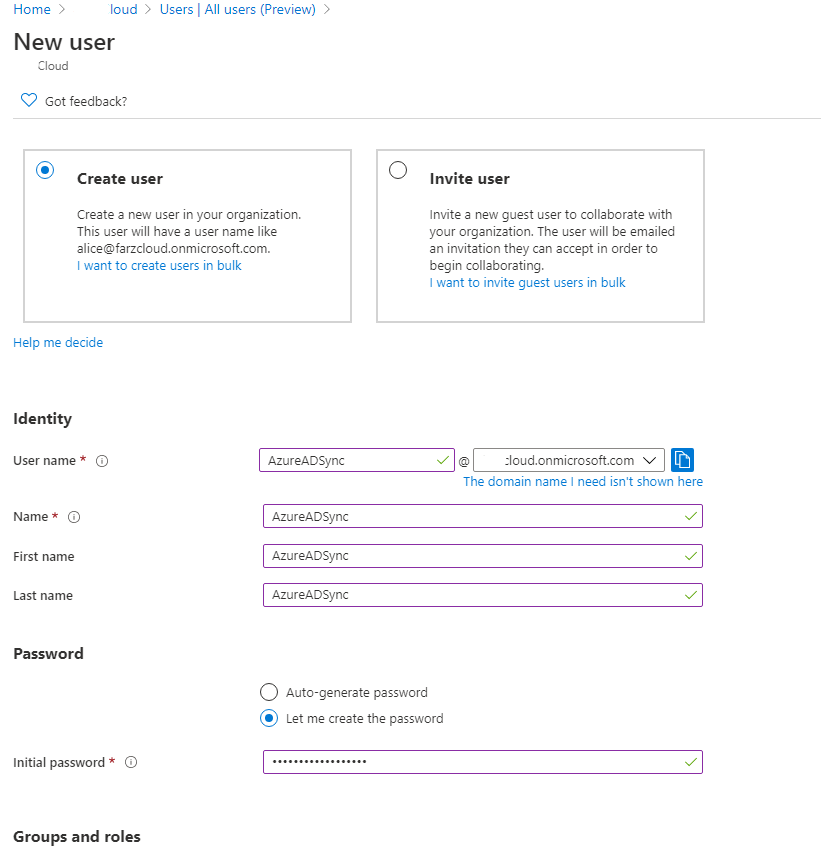 Home > loud > Users | All users (Preview) >
New user
Cloud
Got feedback?
Create user
Create a new user in your organization.
This user will have a user name like
alice@farzcloud.onmicrosoft.com.
I want to create users in bulk
Invite user
Invite a new guest user to collaborate with
your organization. The user will be emailed
an invitation they can accept in order to
begin collaborating.
I want to invite guest users in bulk
Help me decide
Identity
User name * AzureADSync @ cloud.onmicrosoft.com
The domain name I need isn't shown here
Name * AzureADSync
First name AzureADSync
Last name AzureADSync
Password
Auto-generate password
Let me create the password
Initial password * ••••••••••••••••••
Groups and roles